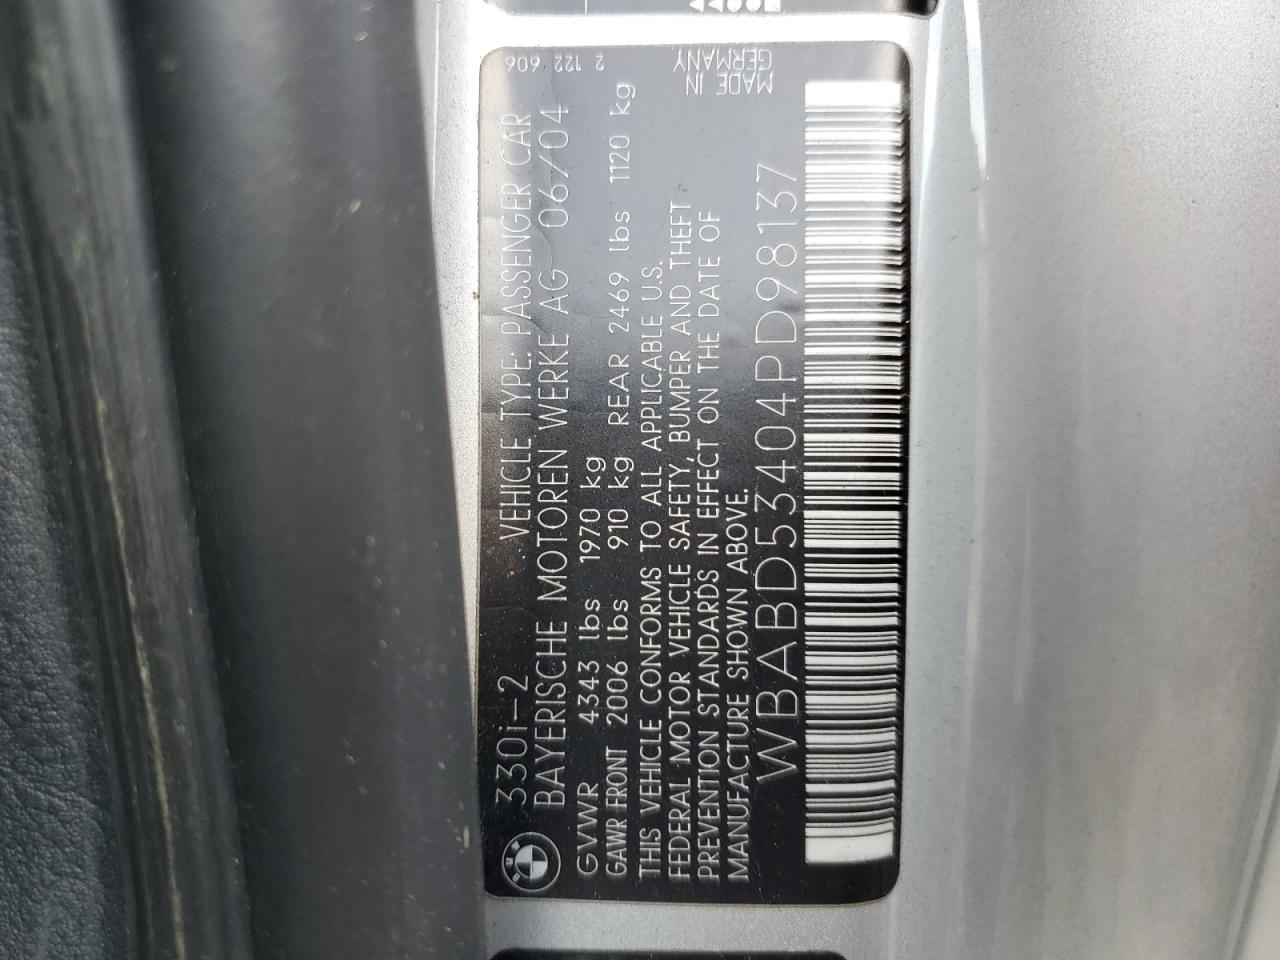 330i-2 VEHICLE TYPE: PASSENGER CAR
BAYERISCHE MOTOREN WERKE AG 06/04
GVWR 4343 lbs 1970 kg
GAWR FRONT 2006 lbs 910 kg REAR 2469 lbs 1120 kg
THIS VEHICLE CONFORMS TO ALL APPLICABLE U.S.
FEDERAL MOTOR VEHICLE SAFETY, BUMPER AND THEFT
PREVENTION STANDARDS IN EFFECT ON THE DATE OF
MANUFACTURE SHOWN ABOVE.
WBABD53404PD98137
2 122 606
MADE IN
GERMANY